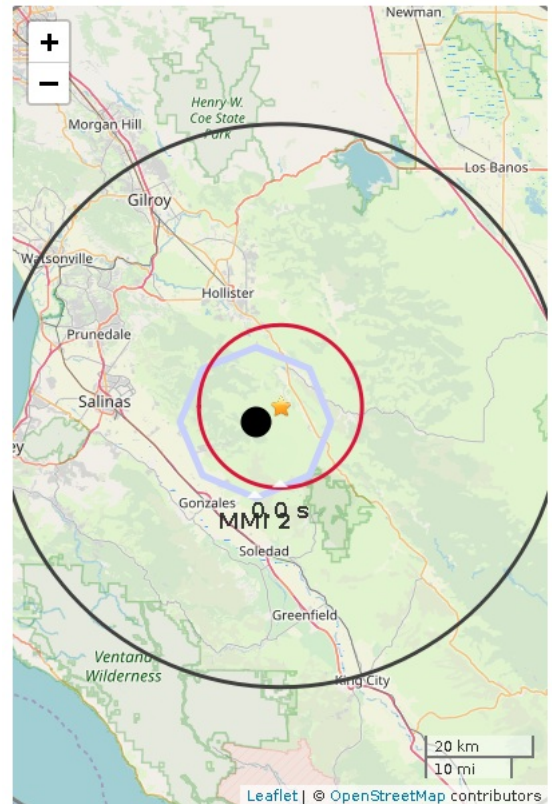 Newman
+
−
Henry W.
Coe State
Park
Morgan Hill
Los Banos
Gilroy
Watsonville
Hollister
Prunedale
Salinas
ey
Gonzales
0.0 s
MMI 2
Soledad
Greenfield
Ventana
Wilderness
King City
20 km
10 mi
Leaflet | © OpenStreetMap contributors